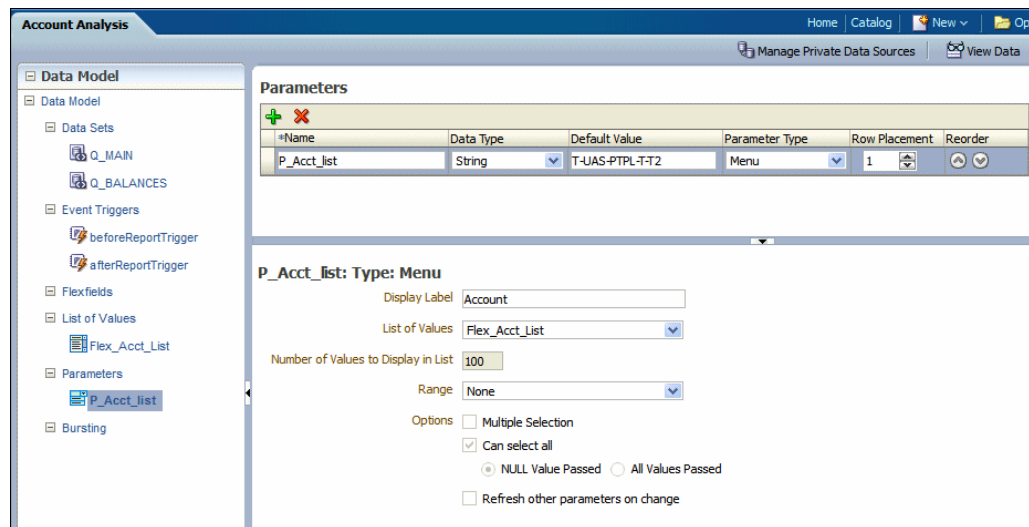 Account Analysis
Home Catalog New Op
Manage Private Data Sources View Data
Data Model
Data Model
Data Sets
Q_MAIN
Q_BALANCES
Event Triggers
beforeReportTrigger
afterReportTrigger
Flexfields
List of Values
Flex_Acct_List
Parameters
P_Acct_list
Bursting
Parameters
*Name Data Type Default Value Parameter Type Row Placement Reorder
P_Acct_list String T-UAS-PTPL-T-T2 Menu 1
P_Acct_list: Type: Menu
Display Label Account
List of Values Flex_Acct_List
Number of Values to Display in List 100
Range None
Options Multiple Selection
Can select all
NULL Value Passed All Values Passed
Refresh other parameters on change